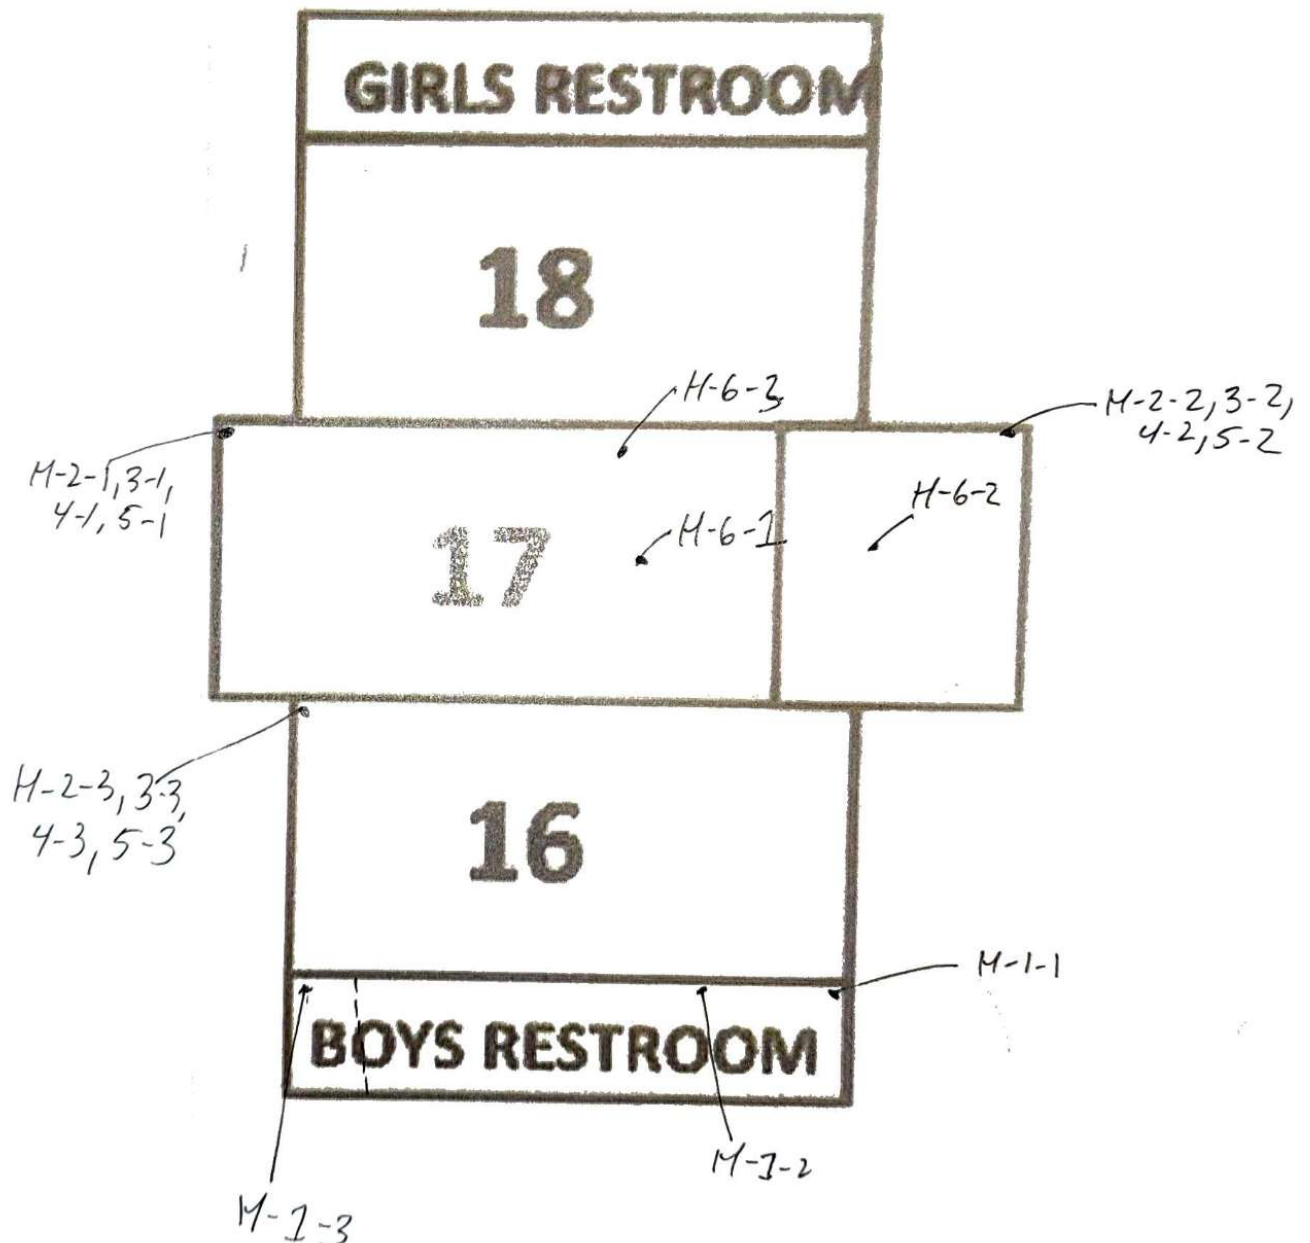 GIRLS RESTROOM
18
H-6-3
M-2-2, 3-2,
4-2, 5-2
M-2-1, 3-1,
4-1, 5-1
H-6-2
17
H-6-1
H-2-3, 3-3,
4-3, 5-3
16
M-1-1
BOYS RESTROOM
M-1-2
M-1-3